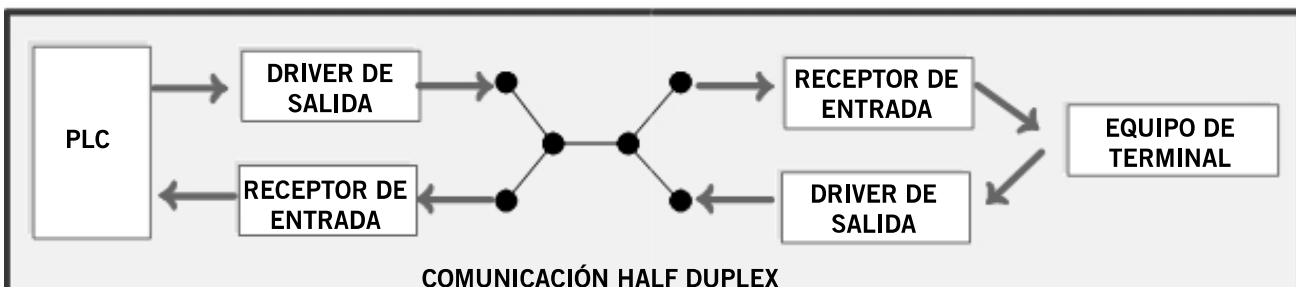 PLC
DRIVER DE
SALIDA
RECEPTOR DE
ENTRADA
RECEPTOR DE
ENTRADA
DRIVER DE
SALIDA
EQUIPO DE
TERMINAL
COMUNICACIÓN HALF DUPLEX